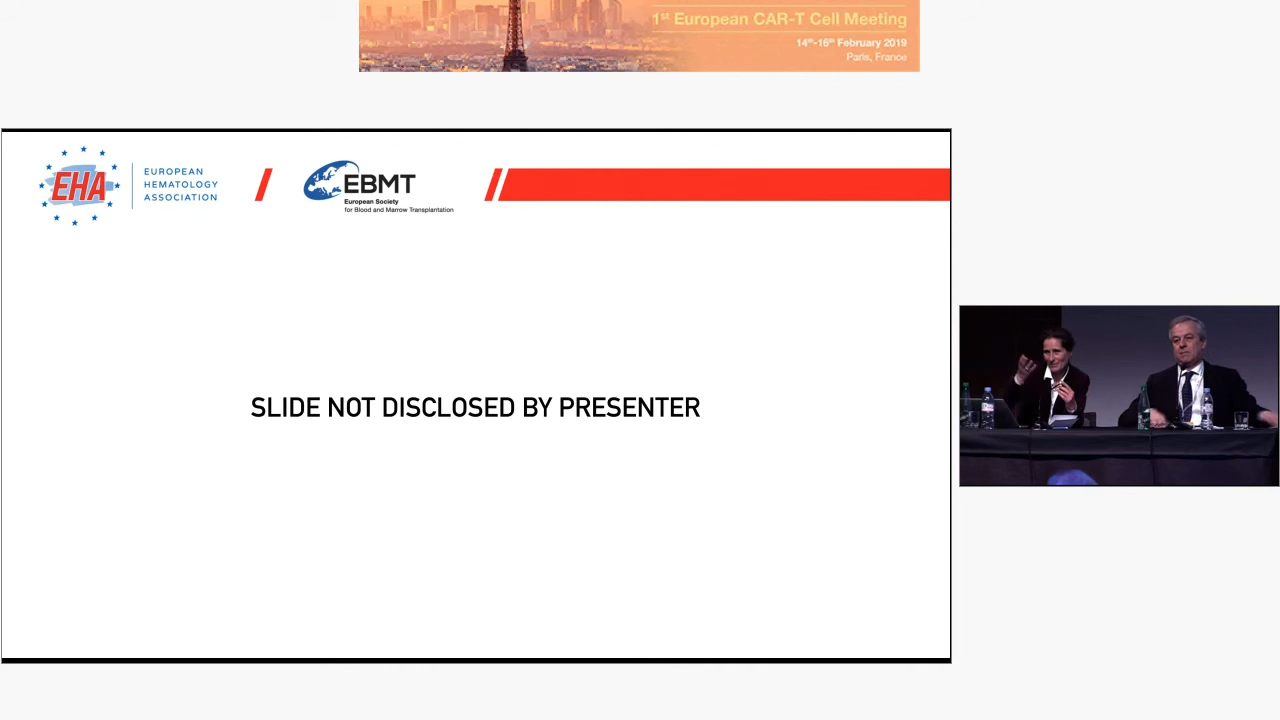 1st European CAR-T Cell Meeting
14th-16th February 2019
Paris, France
EHA
EUROPEAN
HEMATOLOGY
ASSOCIATION
EBMT
European Society
for Blood and Marrow Transplantation
SLIDE NOT DISCLOSED BY PRESENTER